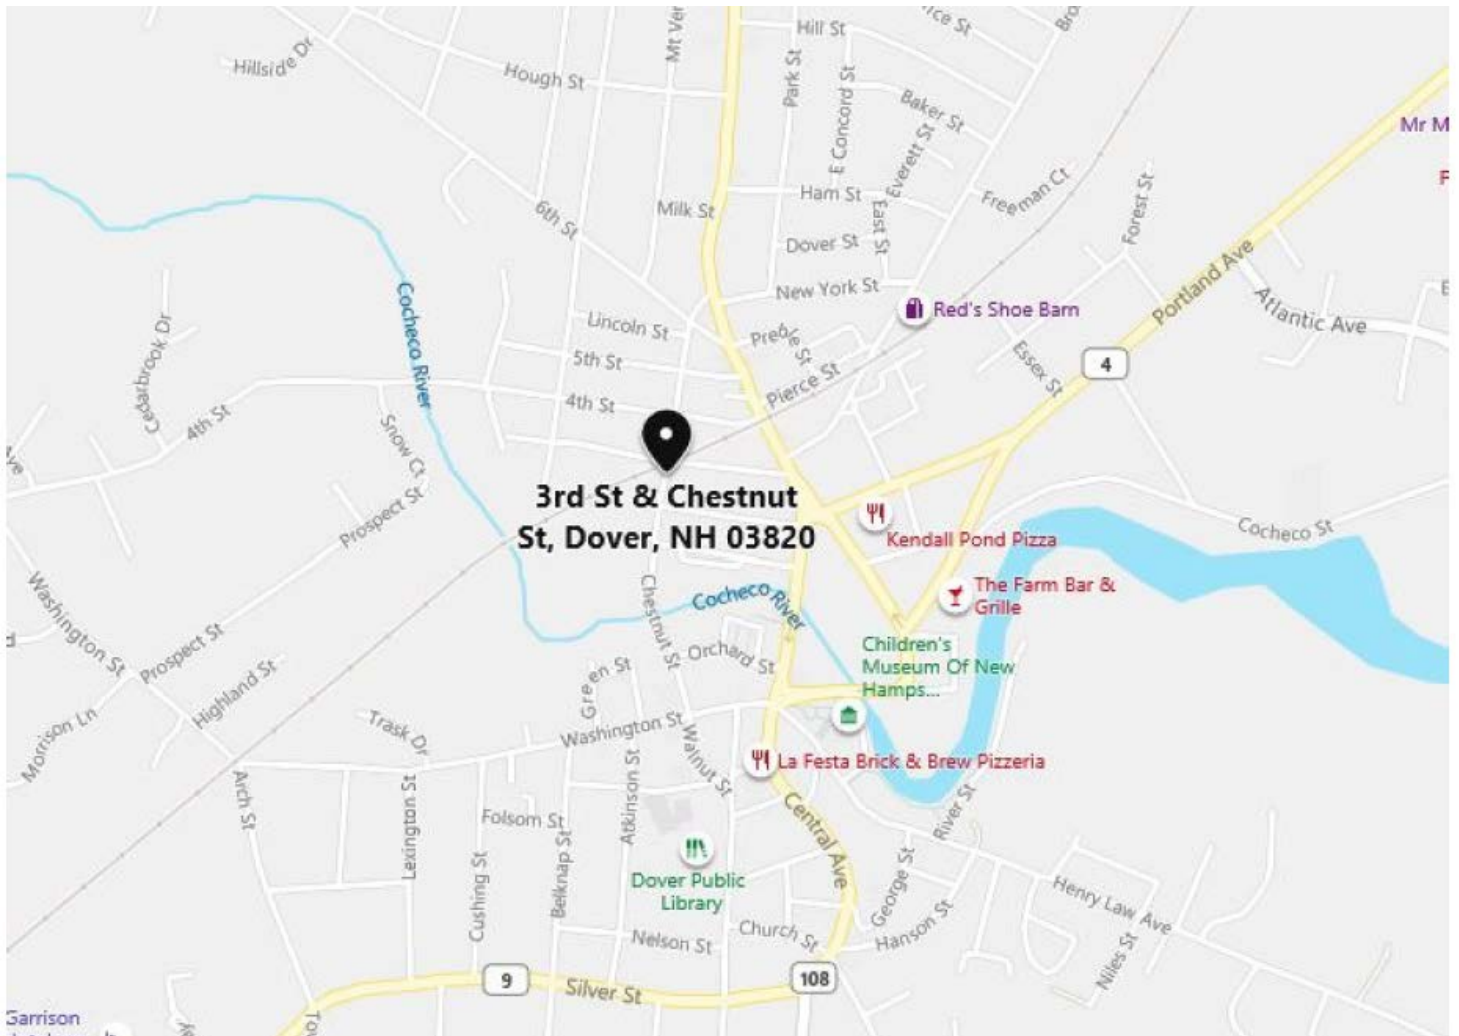 Hill St
Hillside Dr
Hough St
Park St
E Concord St
Baker St
Everett St
Mr M
Freeman Ct
Forest St
Ham St
6th St
Milk St
East St
Dover St
Portland Ave
New York St
Atlantic Ave
Cocheco River
Red's Shoe Barn
Lincoln St
Preble St
Cedarbrook Dr
5th St
Essex St
4
Pierce St
4th St
4th St
Snow Ct
3rd St & Chestnut
St, Dover, NH 03820
Prospect St
Kendall Pond Pizza
Cocheco St
Washington St
Chestnut St
Cocheco River
The Farm Bar &
Grille
Prospect St
Orchard St
Children's
Museum Of New
Hamps...
Highland St
Green St
Morrison Ln
Trask Dr
Washington St
Walnut St
La Festa Brick & Brew Pizzeria
Arch St
Lexington St
Folsom St
Atkinson St
Central Ave
River St
Cushing St
Belknap St
Dover Public
Library
George St
Henry Law Ave
Nelson St
Church St
Hanson St
Niles St
9
Silver St
108
Garrison